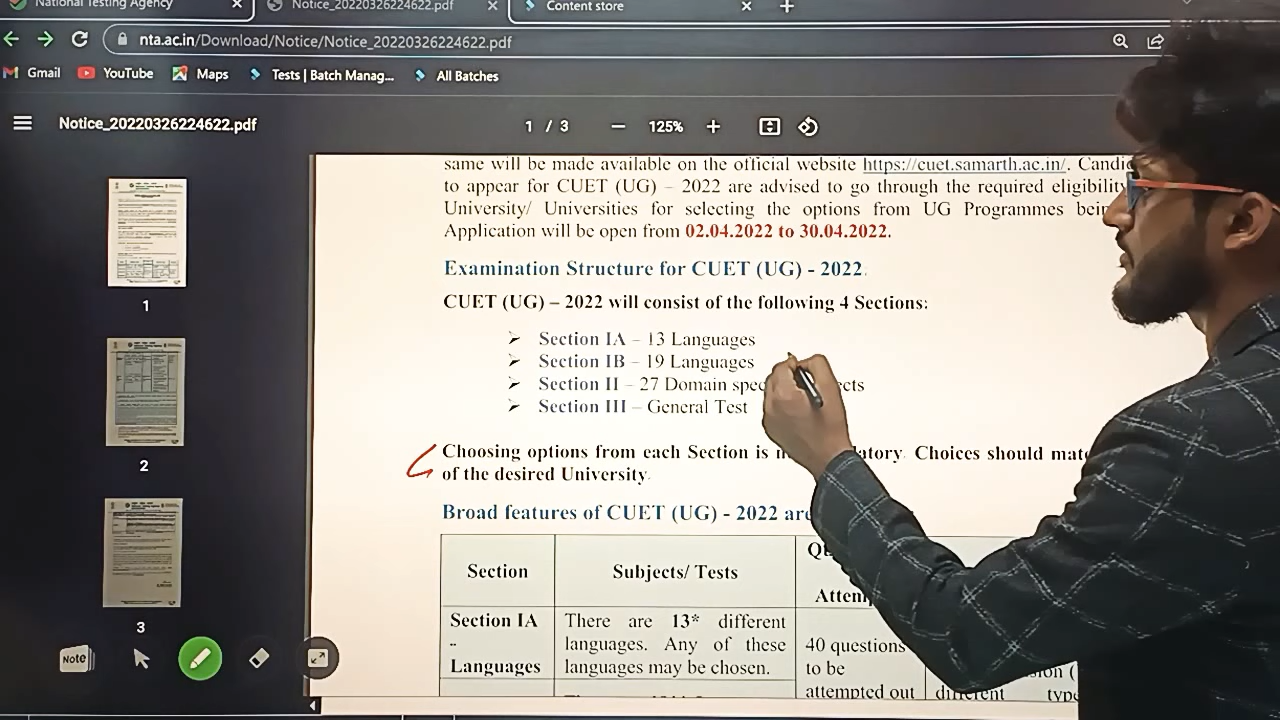 National Testing Agency
Notice_20220326224622.pdf
Content store
nta.ac.in/Download/Notice/Notice_20220326224622.pdf
Gmail
YouTube
Maps
Tests | Batch Manag...
All Batches
Notice_20220326224622.pdf
1 / 3
125%
same will be made available on the official website https://cuet.samarth.ac.in/. Candid
to appear for CUET (UG) – 2022 are advised to go through the required eligibility
University/ Universities for selecting the options from UG Programmes bein
Application will be open from 02.04.2022 to 30.04.2022.
Examination Structure for CUET (UG) - 2022.
CUET (UG) – 2022 will consist of the following 4 Sections:
➢ Section IA – 13 Languages
➢ Section IB – 19 Languages
➢ Section II – 27 Domain spec ects
➢ Section III – General Test
Choosing options from each Section is n latory. Choices should mat
of the desired University.
Broad features of CUET (UG) - 2022 are
Section
Subjects/ Tests
Qu
Attem
Section IA
--
Languages
There are 13* different
languages. Any of these
languages may be chosen.
40 questions
to be
attempted out
different type
1
2
3
Note